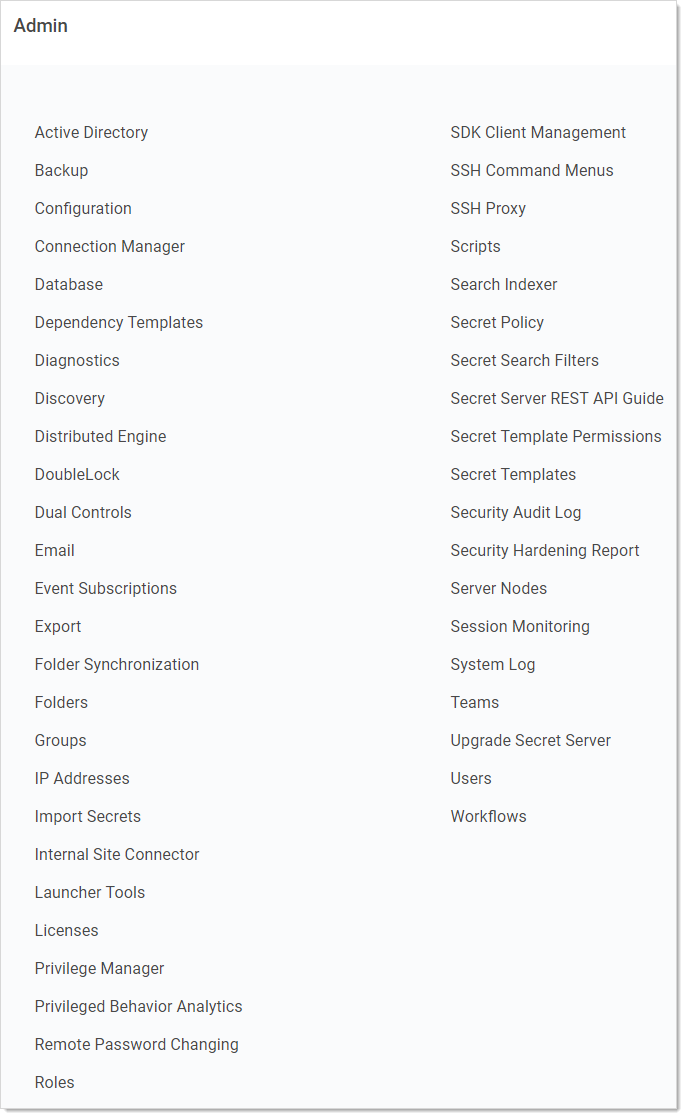 Admin
Active Directory
Backup
Configuration
Connection Manager
Database
Dependency Templates
Diagnostics
Discovery
Distributed Engine
DoubleLock
Dual Controls
Email
Event Subscriptions
Export
Folder Synchronization
Folders
Groups
IP Addresses
Import Secrets
Internal Site Connector
Launcher Tools
Licenses
Privilege Manager
Privileged Behavior Analytics
Remote Password Changing
Roles
SDK Client Management
SSH Command Menus
SSH Proxy
Scripts
Search Indexer
Secret Policy
Secret Search Filters
Secret Server REST API Guide
Secret Template Permissions
Secret Templates
Security Audit Log
Security Hardening Report
Server Nodes
Session Monitoring
System Log
Teams
Upgrade Secret Server
Users
Workflows